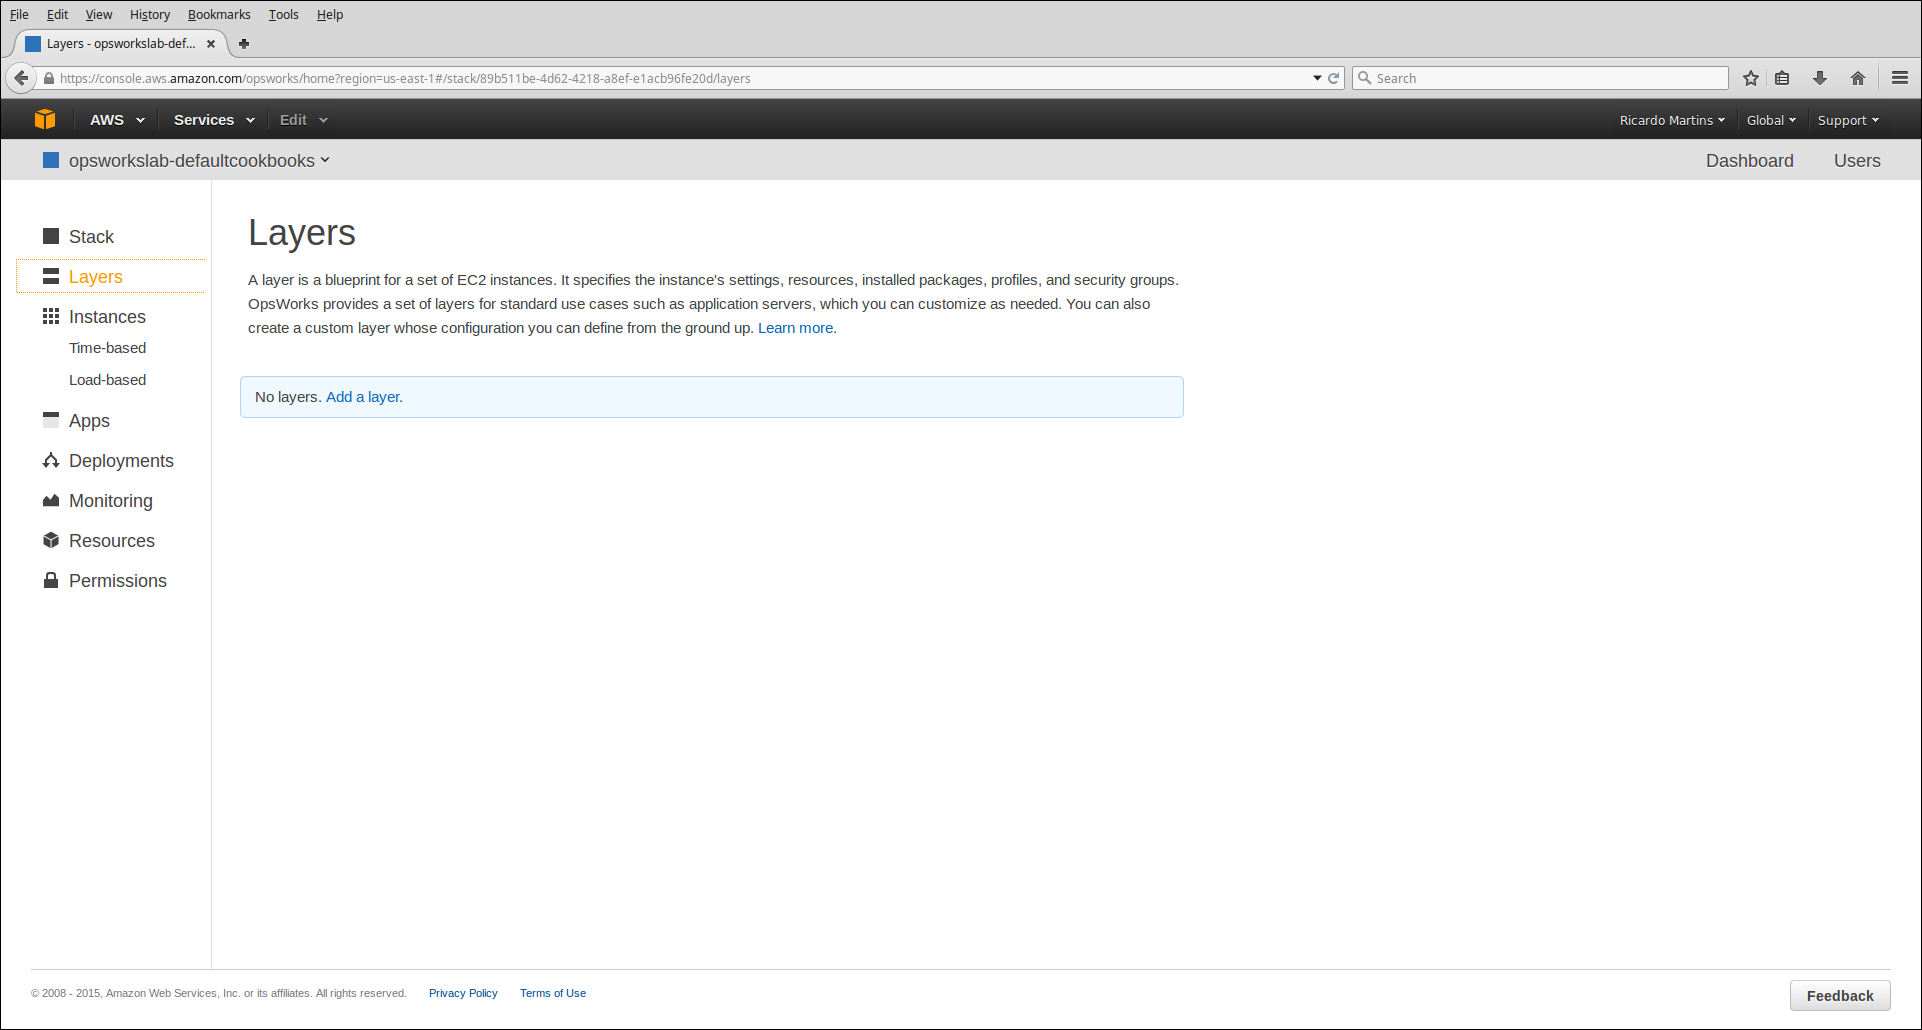 File Edit View History Bookmarks Tools Help
Layers - opsworkslab-def...
https://console.aws.amazon.com/opsworks/home?region=us-east-1#/stack/89b511be-4d62-4218-a8ef-e1acb96fe20d/layers
Search
AWS Services Edit Ricardo Martins Global Support
opsworkslab-defaultcookbooks Dashboard Users
Stack
Layers
Instances
Time-based
Load-based
Apps
Deployments
Monitoring
Resources
Permissions
Layers
A layer is a blueprint for a set of EC2 instances. It specifies the instance's settings, resources, installed packages, profiles, and security groups.
OpsWorks provides a set of layers for standard use cases such as application servers, which you can customize as needed. You can also
create a custom layer whose configuration you can define from the ground up. Learn more.
No layers. Add a layer.
© 2008 - 2015, Amazon Web Services, Inc. or its affiliates. All rights reserved. Privacy Policy Terms of Use
Feedback